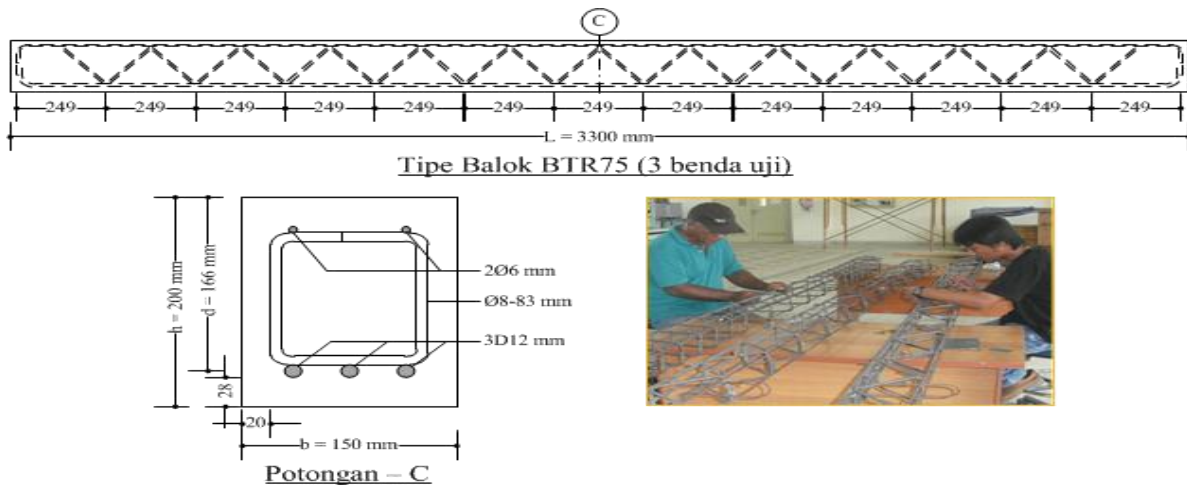 C
249 249 249 249 249 249 249 249 249 249 249 249 249
L = 3300 mm
Tipe Balok BTR75 (3 benda uji)
h = 200 mm
d = 166 mm
28
20
b = 150 mm
2Ø6 mm
Ø8-83 mm
3D12 mm
Potongan – C